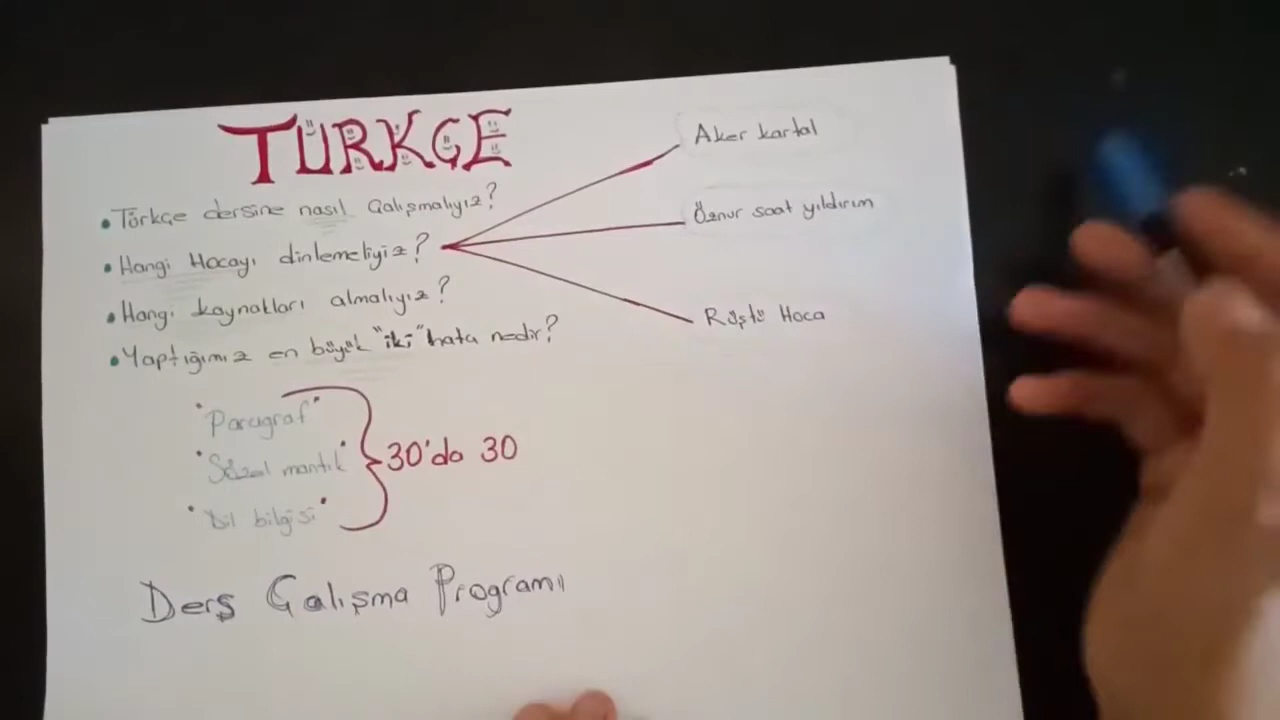 TÜRKÇE
• Türkçe dersine nasıl Çalışmalıyız?
• Hangi Hocayı dinlemeliyiz?
Aker kartal
Öznur saat yıldırım
Rüştü Hoca
• Hangi kaynakları almalıyız?
• Yaptığımız en büyük "iki" hata nedir?
"Paragraf"
"Sözel mantık"
"Dil bilgisi"
30'da 30
Ders Çalışma Programı